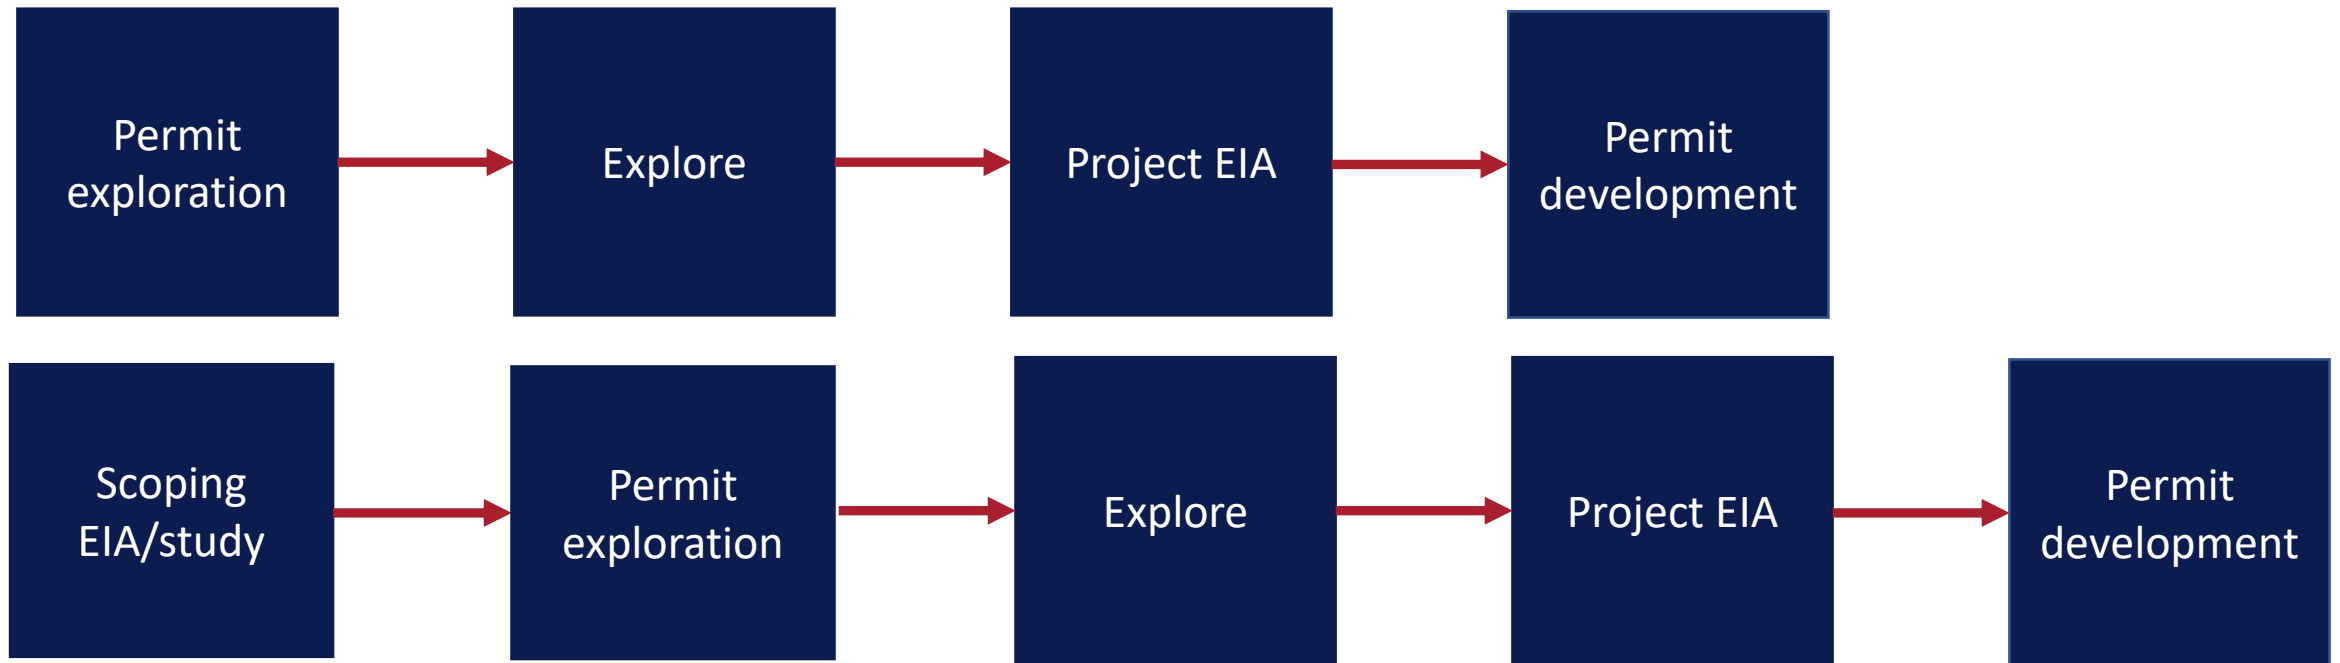 Permit
exploration
Explore
Project EIA
Permit
development
Scoping
EIA/study
Permit
exploration
Explore
Project EIA
Permit
development